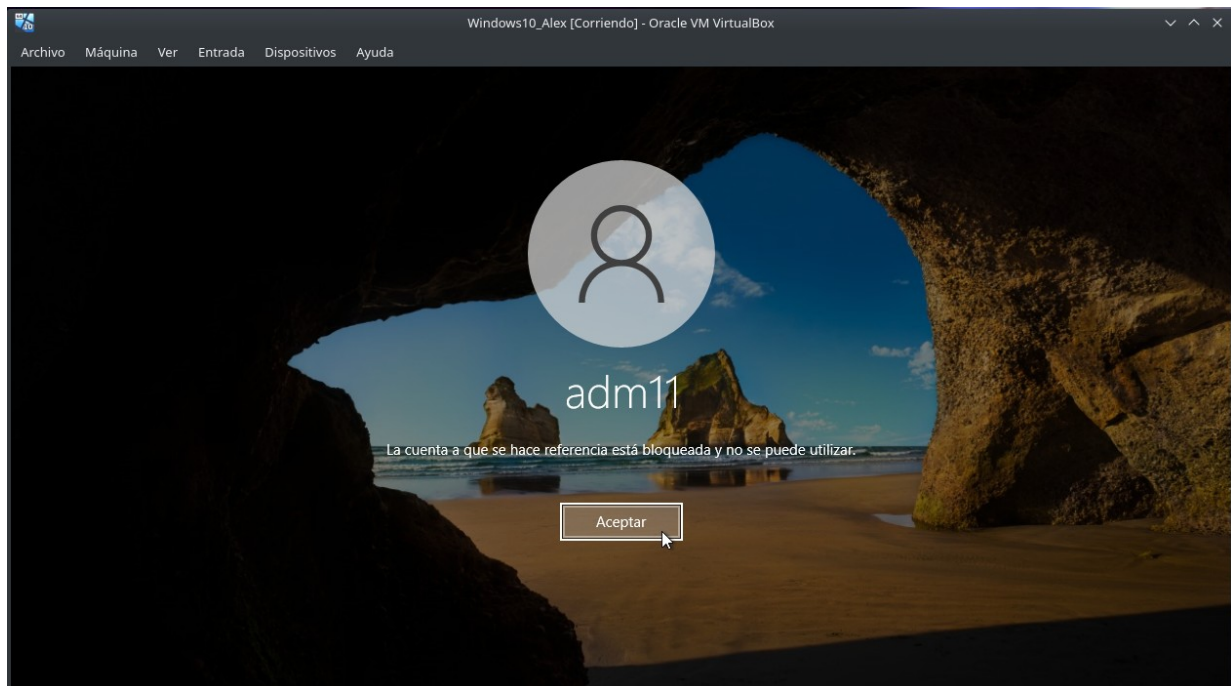 Windows10_Alex [Corriendo] - Oracle VM VirtualBox
Archivo Máquina Ver Entrada Dispositivos Ayuda
adm11
La cuenta a que se hace referencia está bloqueada y no se puede utilizar.
Aceptar